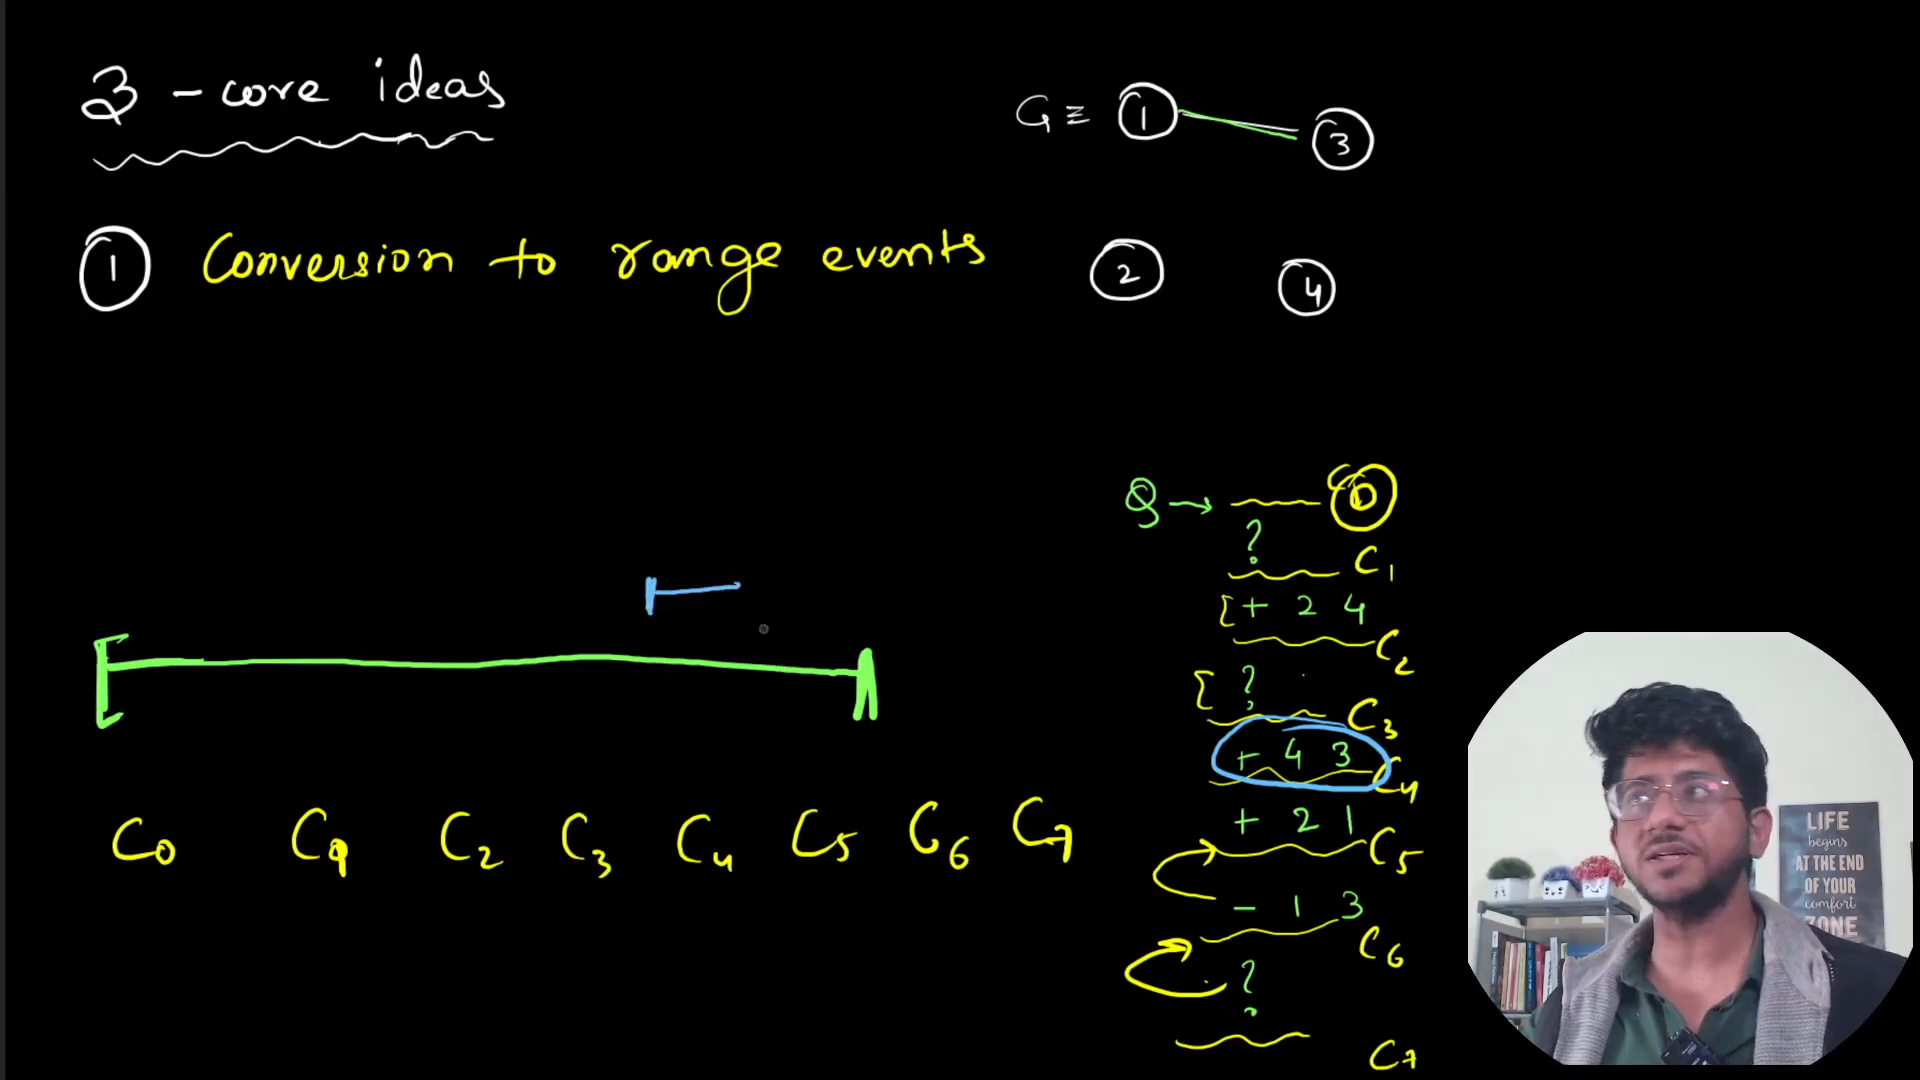 3 - core ideas
G ≡ 1 3
1 Conversion to range events
2 4
Q → C0
?
C1
[ + 2 4
C2
[ ?
C3
+ 4 3
C4
+ 2 1
C5
- 1 3
C6
?
C7
C0 C1 C2 C3 C4 C5 C6 C7
LIFE
begins
AT THE END
OF YOUR
comfort
ZONE